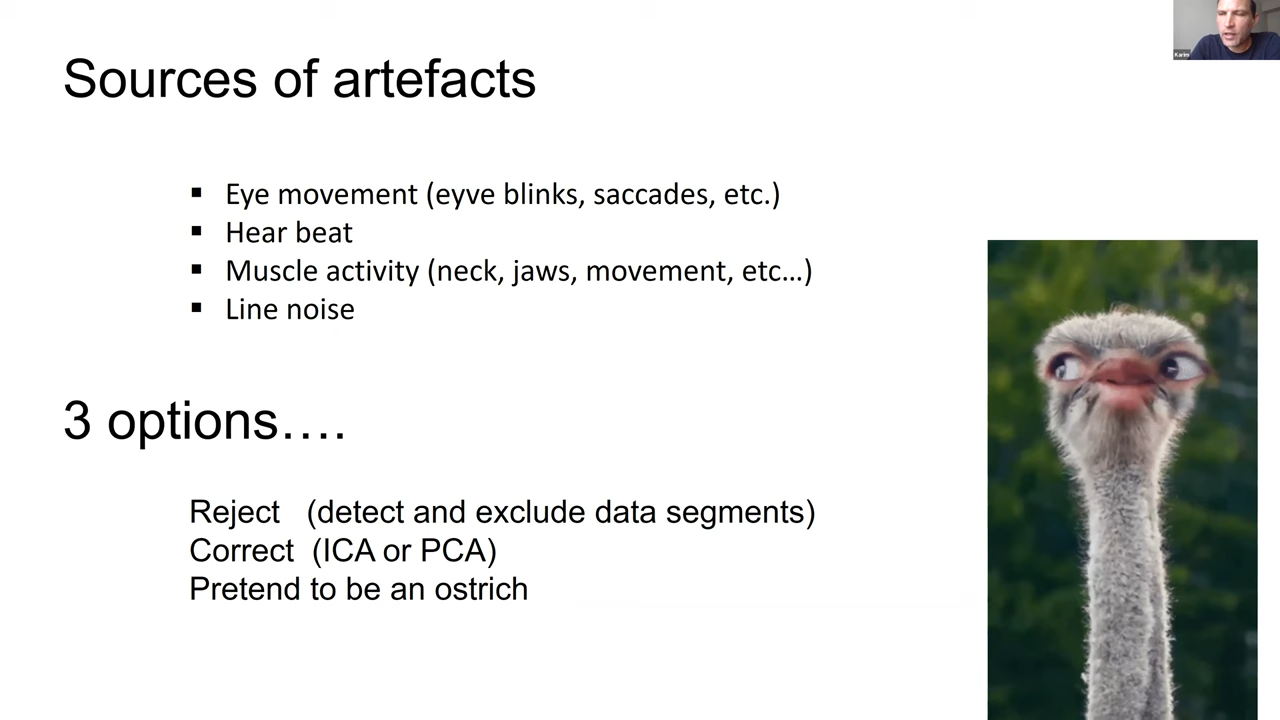 Sources of artefacts
▪ Eye movement (eyve blinks, saccades, etc.)
▪ Hear beat
▪ Muscle activity (neck, jaws, movement, etc…)
▪ Line noise
3 options….
Reject (detect and exclude data segments)
Correct (ICA or PCA)
Pretend to be an ostrich
Karim